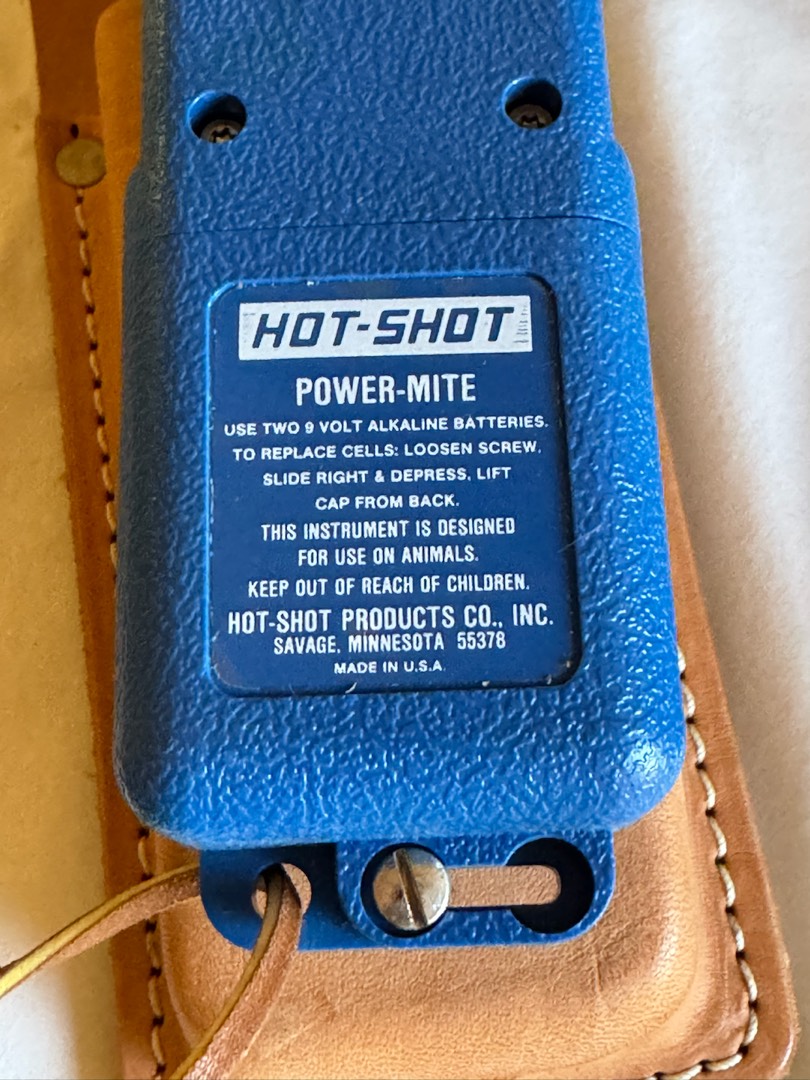 HOT-SHOT
POWER-MITE
USE TWO 9 VOLT ALKALINE BATTERIES.
TO REPLACE CELLS: LOOSEN SCREW,
SLIDE RIGHT & DEPRESS, LIFT
CAP FROM BACK.
THIS INSTRUMENT IS DESIGNED
FOR USE ON ANIMALS.
KEEP OUT OF REACH OF CHILDREN.
HOT-SHOT PRODUCTS CO., INC.
SAVAGE, MINNESOTA 55378
MADE IN U.S.A.